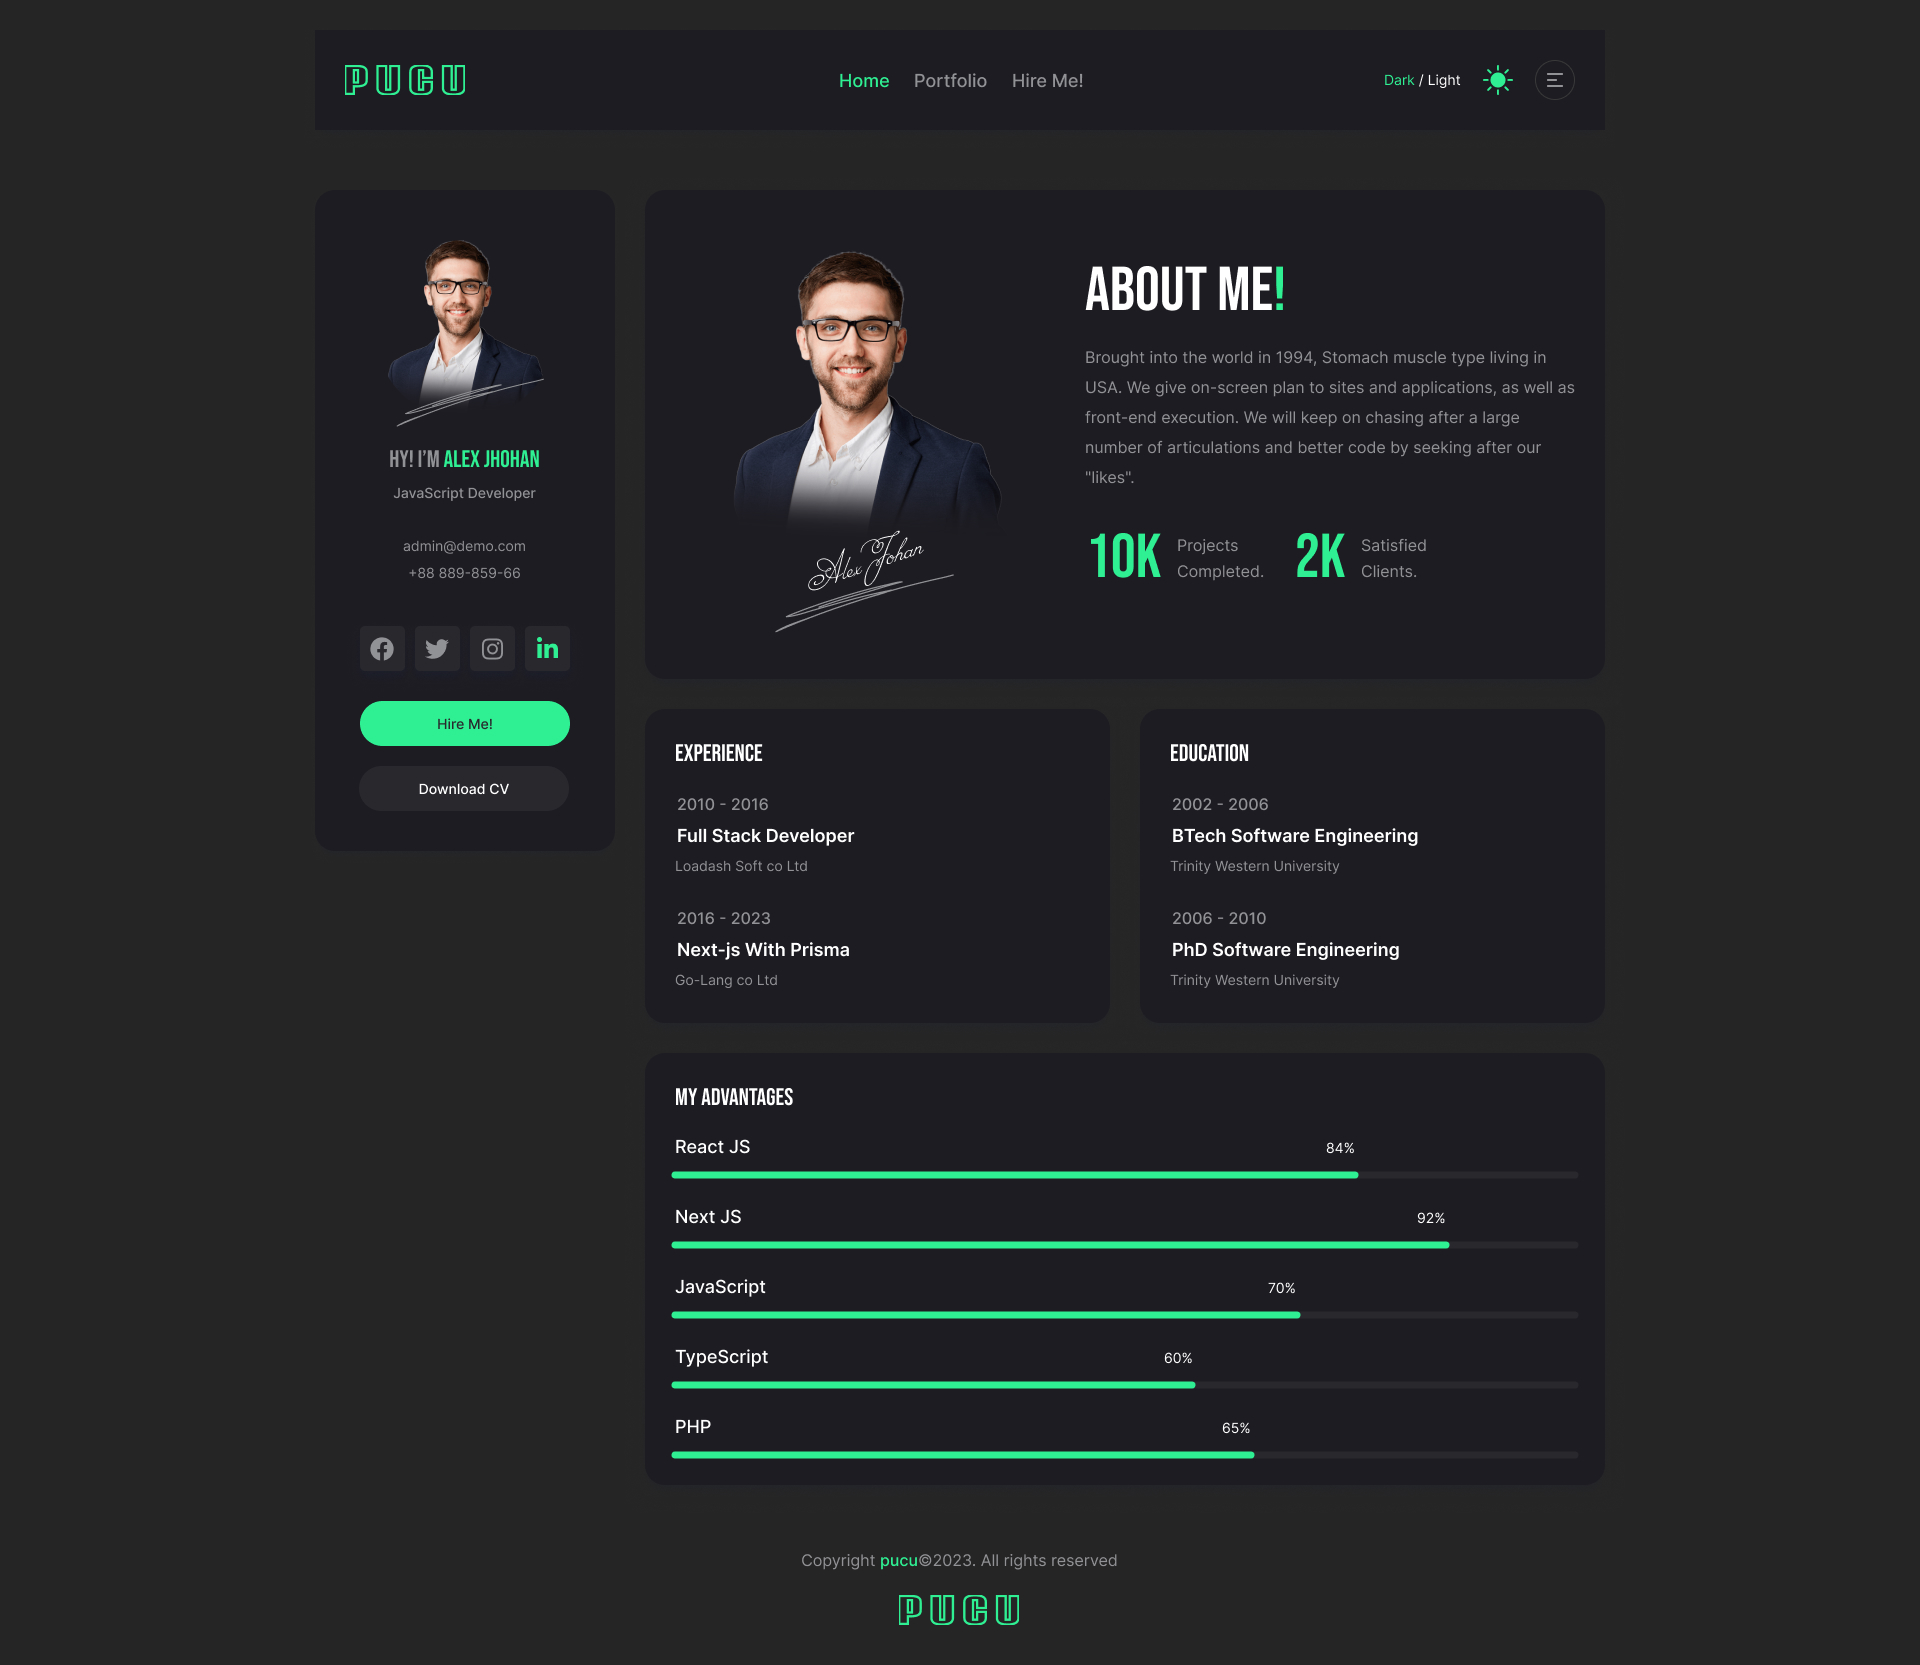 PUCU
Home Portfolio Hire Me!
Dark / Light
HY! I'M ALEX JHOHAN
JavaScript Developer
admin@demo.com
+88 889-859-66
Hire Me!
Download CV
Alex Johan
ABOUT ME!
Brought into the world in 1994, Stomach muscle type living in
USA. We give on-screen plan to sites and applications, as well as
front-end execution. We will keep on chasing after a large
number of articulations and better code by seeking after our
"likes".
10K Projects
Completed.
2K Satisfied
Clients.
EXPERIENCE
2010 - 2016
Full Stack Developer
Loadash Soft co Ltd
2016 - 2023
Next-js With Prisma
Go-Lang co Ltd
EDUCATION
2002 - 2006
BTech Software Engineering
Trinity Western University
2006 - 2010
PhD Software Engineering
Trinity Western University
MY ADVANTAGES
React JS 84%
Next JS 92%
JavaScript 70%
TypeScript 60%
PHP 65%
Copyright pucu©2023. All rights reserved
PUCU